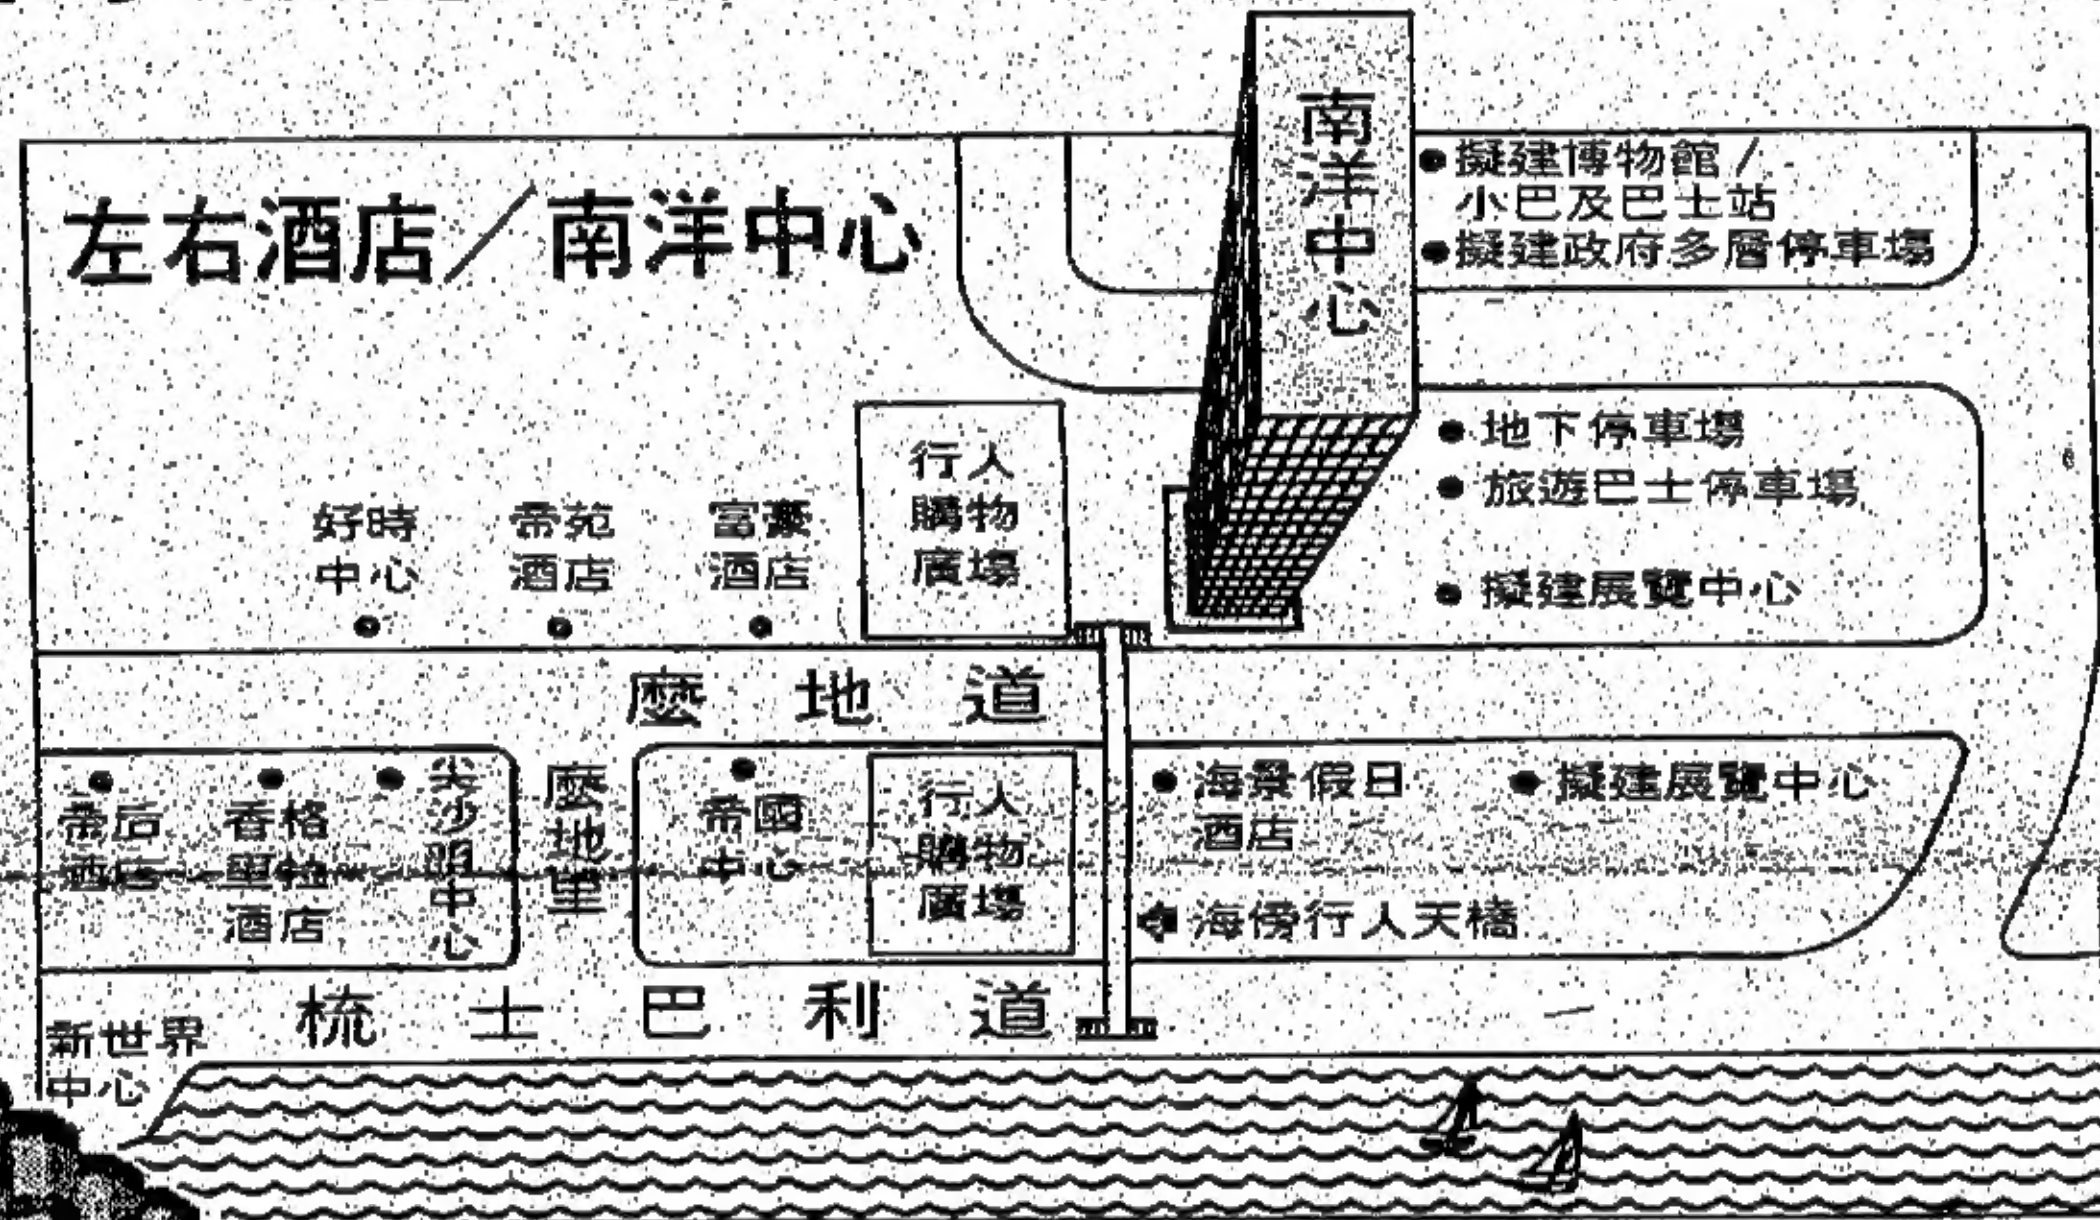 左右酒店／南洋中心
南洋中心
●擬建博物館／
小巴及巴士站
●擬建政府多層停車場
●地下停車場
●旅遊巴士停車場
●擬建展覽中心
好時
中心
帝苑
酒店
富豪
酒店
行人
購物
廣場
麼地道
帝后
酒店
香格
里拉
酒店
尖沙咀中心
麼地里
帝國
中心
行人
購物
廣場
●海景假日
酒店
●擬建展覽中心
海傍行人天橋
梳士巴利道
新世界
中心